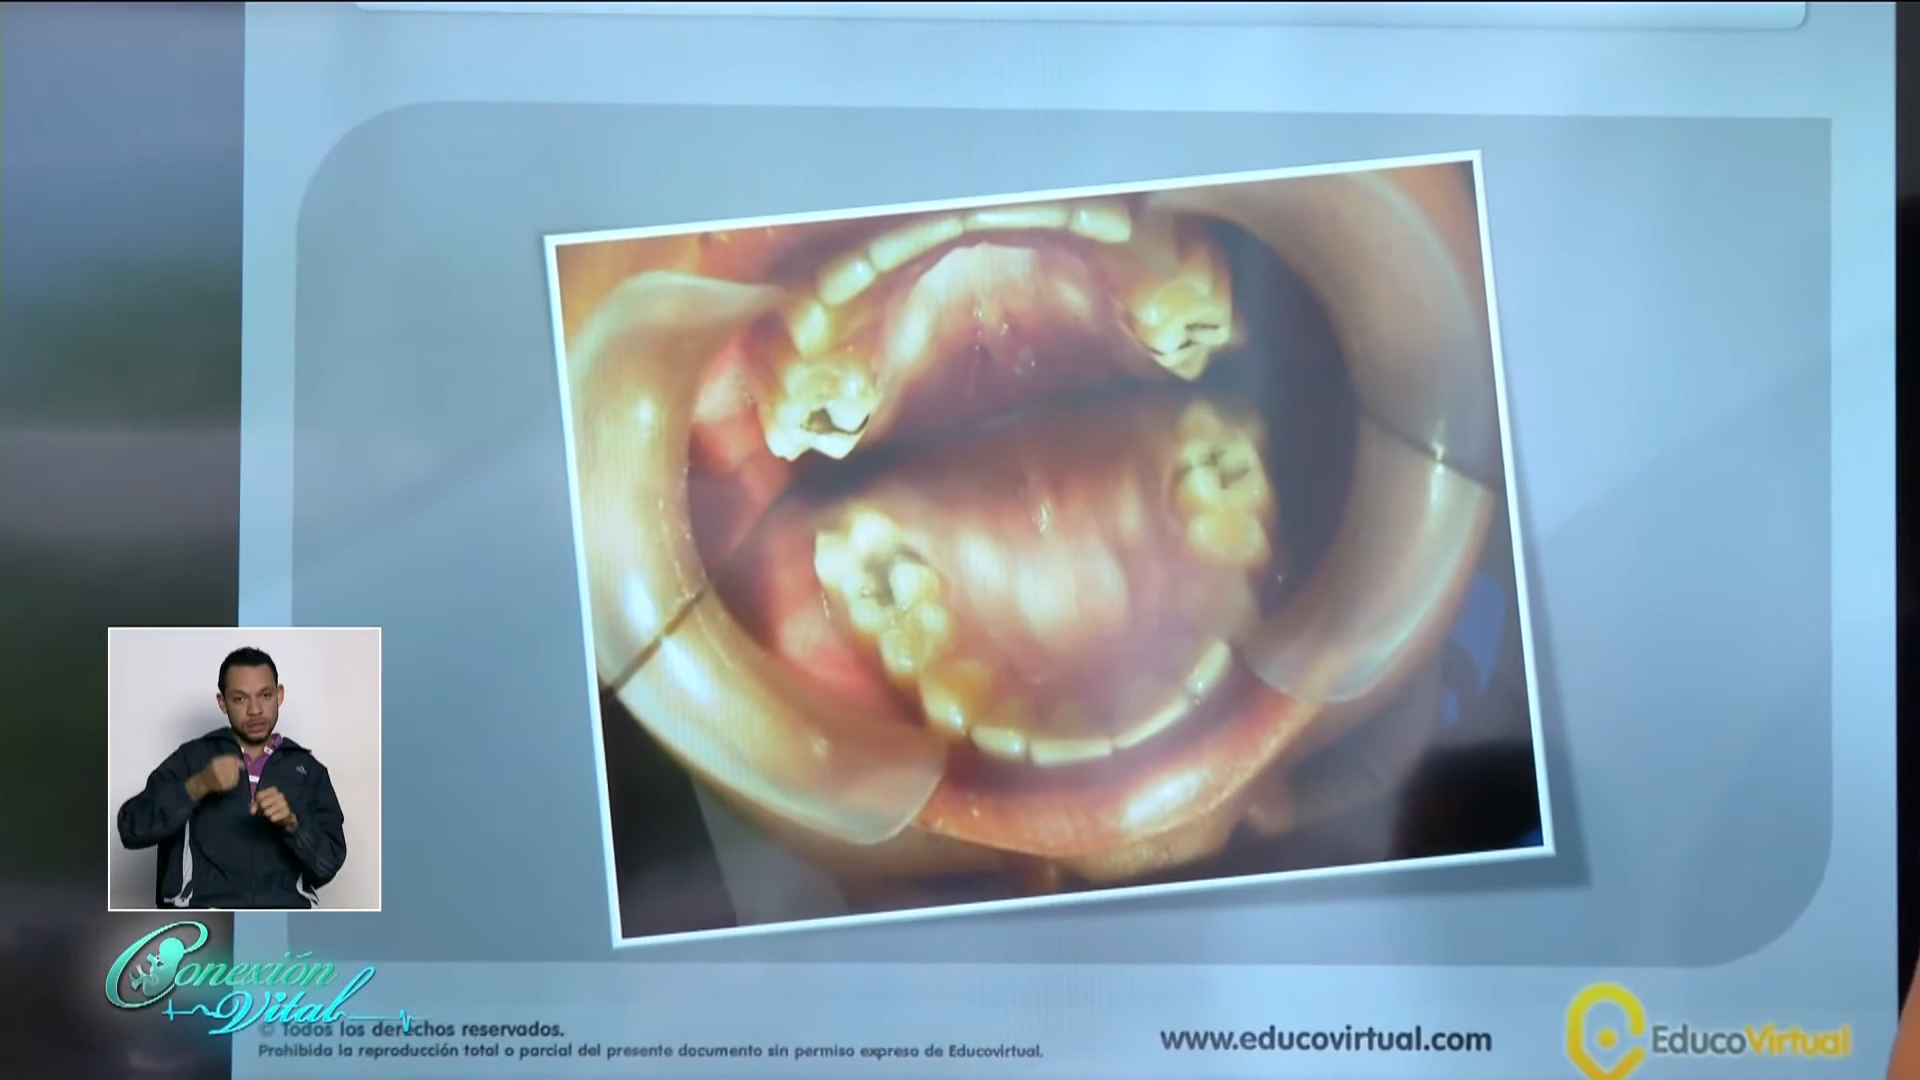 Conexión
Vital
© Todos los derechos reservados.
Prohibida la reproducción total o parcial del presente documento sin permiso expreso de Educovirtual.
www.educovirtual.com
EducoVirtual